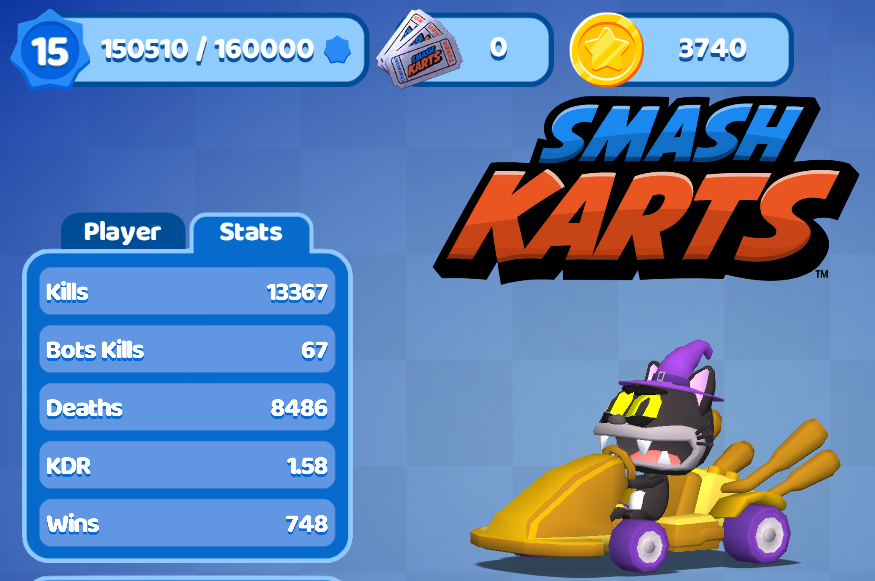 15 150510 / 160000 0 3740
SMASH
KARTS
SMASH
KARTS
TM
Player Stats
Kills 13367
Bots Kills 67
Deaths 8486
KDR 1.58
Wins 748